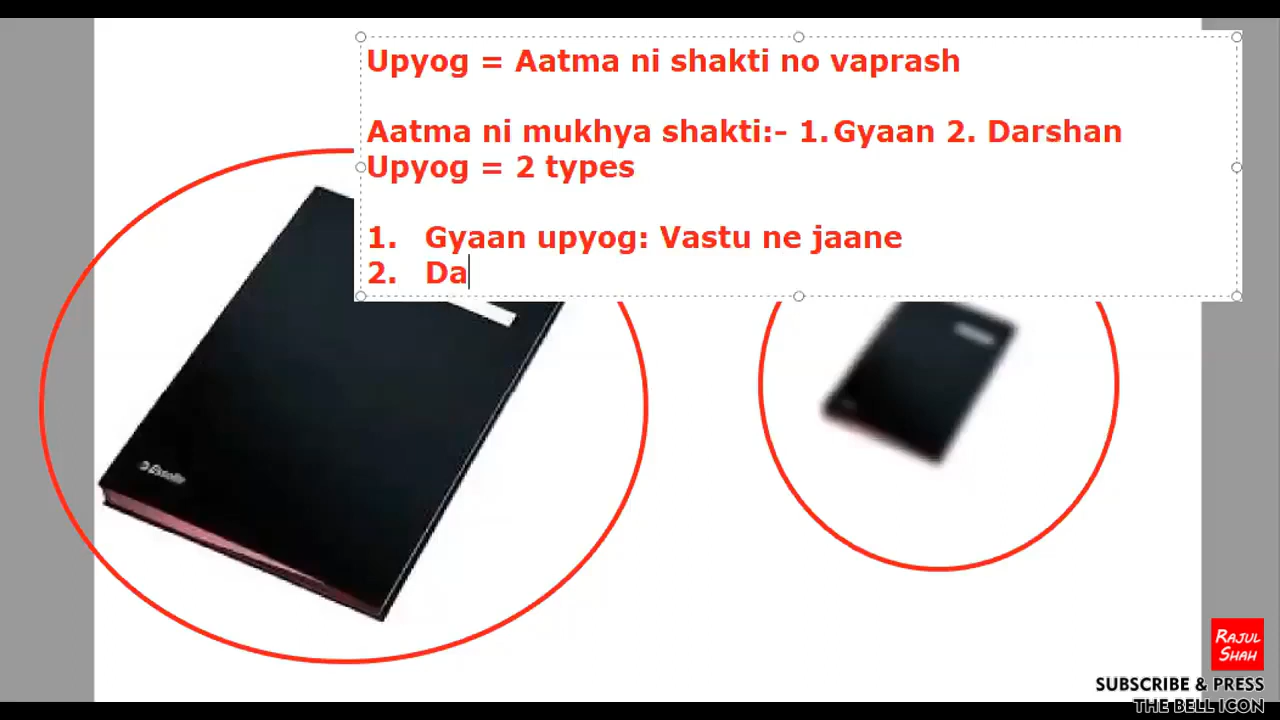 Upyog = Aatma ni shakti no vaprash
Aatma ni mukhya shakti:- 1. Gyaan 2. Darshan
Upyog = 2 types
1. Gyaan upyog: Vastu ne jaane
2. Da
Esselte
RAJUL
SHAH
SUBSCRIBE & PRESS
THE BELL ICON